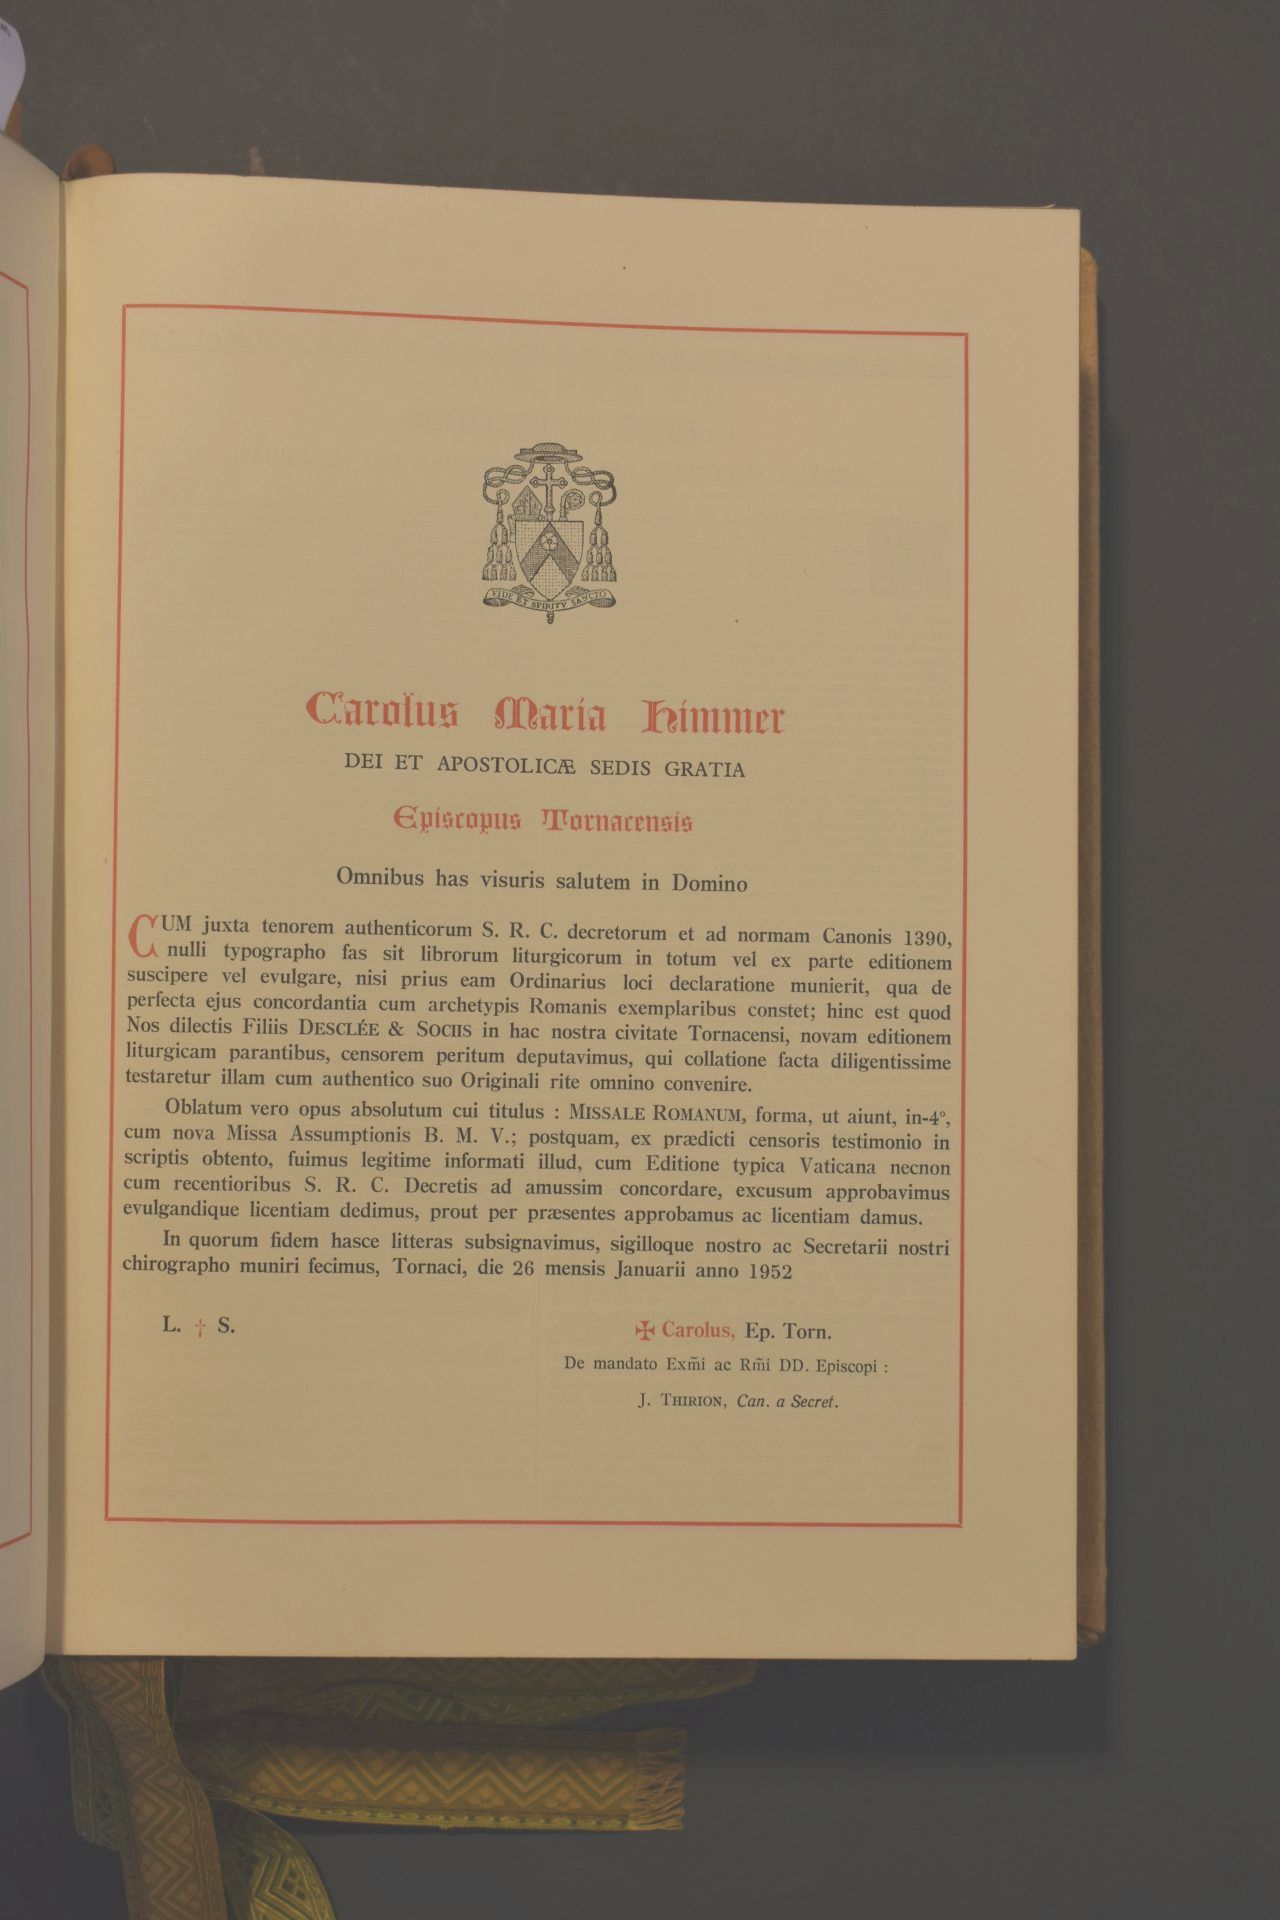 FIDE ET SPIRITV SANCTO
Carolus Maria Himmer
DEI ET APOSTOLICÆ SEDIS GRATIA
Episcopus Tornacensis
Omnibus has visuris salutem in Domino
CUM juxta tenorem authenticorum S. R. C. decretorum et ad normam Canonis 1390,
nulli typographo fas sit librorum liturgicorum in totum vel ex parte editionem
suscipere vel evulgare, nisi prius eam Ordinarius loci declaratione munierit, qua de
perfecta ejus concordantia cum archetypis Romanis exemplaribus constet; hinc est quod
Nos dilectis Filiis DESCLÉE & SOCIIS in hac nostra civitate Tornacensi, novam editionem
liturgicam parantibus, censorem peritum deputavimus, qui collatione facta diligentissime
testaretur illam cum authentico suo Originali rite omnino convenire.
Oblatum vero opus absolutum cui titulus : MISSALE ROMANUM, forma, ut aiunt, in-4º,
cum nova Missa Assumptionis B. M. V.; postquam, ex prædicti censoris testimonio in
scriptis obtento, fuimus legitime informati illud, cum Editione typica Vaticana necnon
cum recentioribus S. R. C. Decretis ad amussim concordare, excusum approbavimus
evulgandique licentiam dedimus, prout per præsentes approbamus ac licentiam damus.
In quorum fidem hasce litteras subsignavimus, sigilloque nostro ac Secretarii nostri
chirographo muniri fecimus, Tornaci, die 26 mensis Januarii anno 1952
L. † S.
✠ Carolus, Ep. Torn.
De mandato Exm̃i ac Rm̃i DD. Episcopi :
J. THIRION, Can. a Secret.